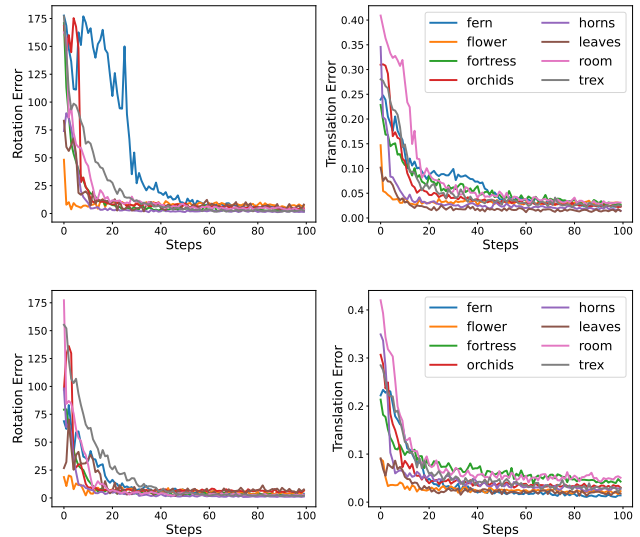 175
150
125
100
75
50
25
0
Rotation Error
0 20 40 60 80 100
Steps
0.40
0.35
0.30
0.25
0.20
0.15
0.10
0.05
0.00
Translation Error
fern horns
flower leaves
fortress room
orchids trex
0 20 40 60 80 100
Steps
175
150
125
100
75
50
25
0
Rotation Error
0 20 40 60 80 100
Steps
0.4
0.3
0.2
0.1
0.0
Translation Error
fern horns
flower leaves
fortress room
orchids trex
0 20 40 60 80 100
Steps